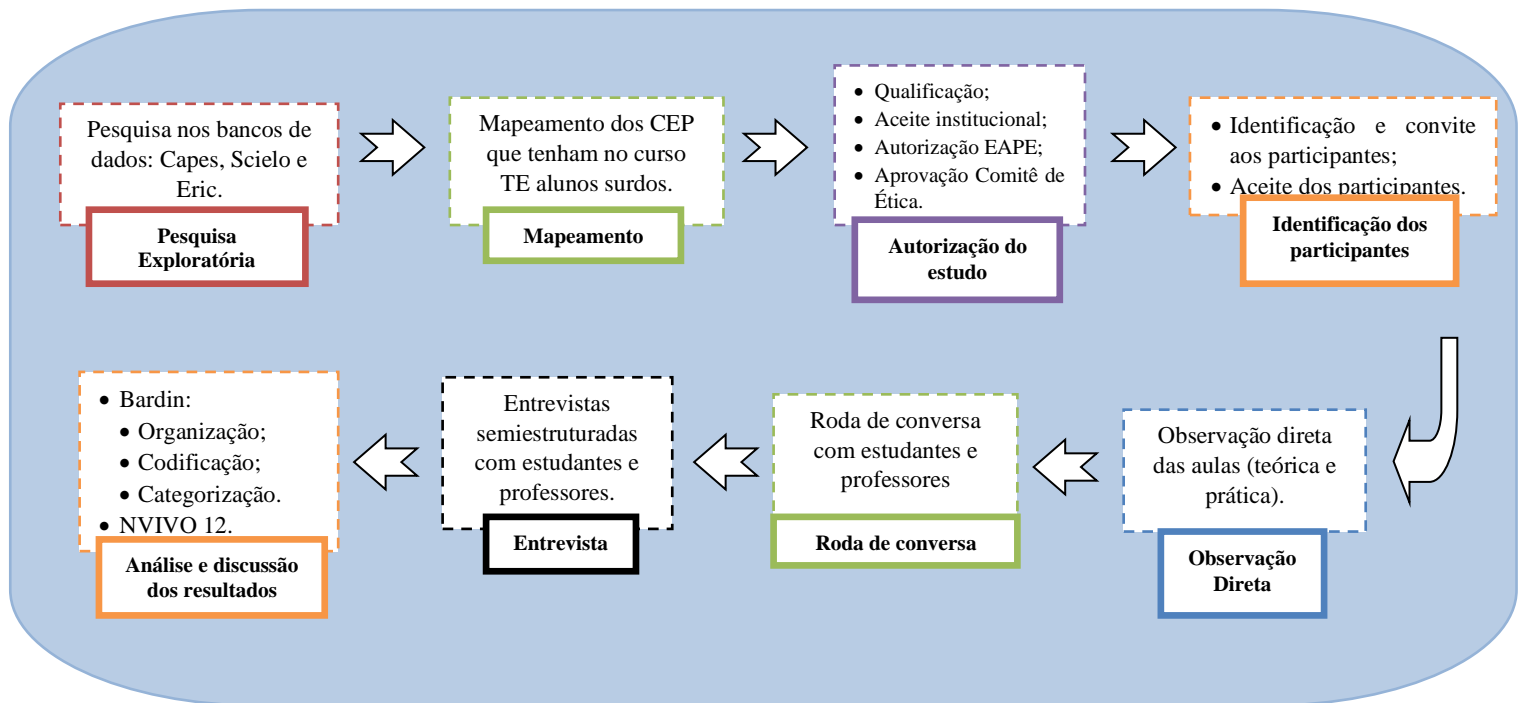 Pesquisa nos bancos de
dados: Capes, Scielo e
Eric.
Pesquisa
Exploratória
Mapeamento dos CEP
que tenham no curso
TE alunos surdos.
Mapeamento
• Qualificação;
• Aceite institucional;
• Autorização EAPE;
• Aprovação Comitê de
Ética.
Autorização do
estudo
• Identificação e convite
aos participantes;
• Aceite dos participantes.
Identificação dos
participantes
Observação direta
das aulas (teórica e
prática).
Observação
Direta
Roda de conversa
com estudantes e
professores
Roda de conversa
Entrevistas
semiestruturadas
com estudantes e
professores.
Entrevista
• Bardin:
• Organização;
• Codificação;
• Categorização.
• NVIVO 12.
Análise e discussão
dos resultados